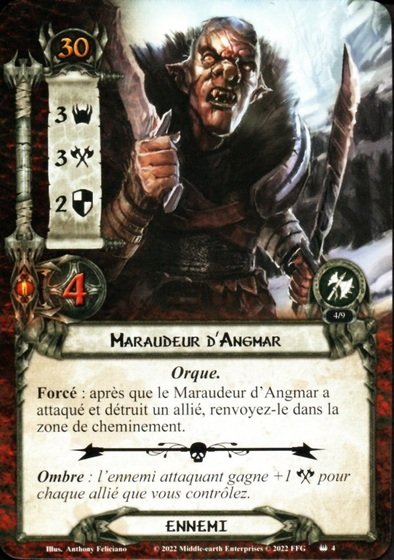 30
3
3
2
4
4/9
Maraudeur d'Angmar
Orque.
Forcé : après que le Maraudeur d'Angmar a
attaqué et détruit un allié, renvoyez-le dans la
zone de cheminement.
Ombre : l'ennemi attaquant gagne +1 pour
chaque allié que vous contrôlez.
ENNEMI
Illus. Anthony Feliciano © 2022 Middle-earth Enterprises © 2022 FFG 4